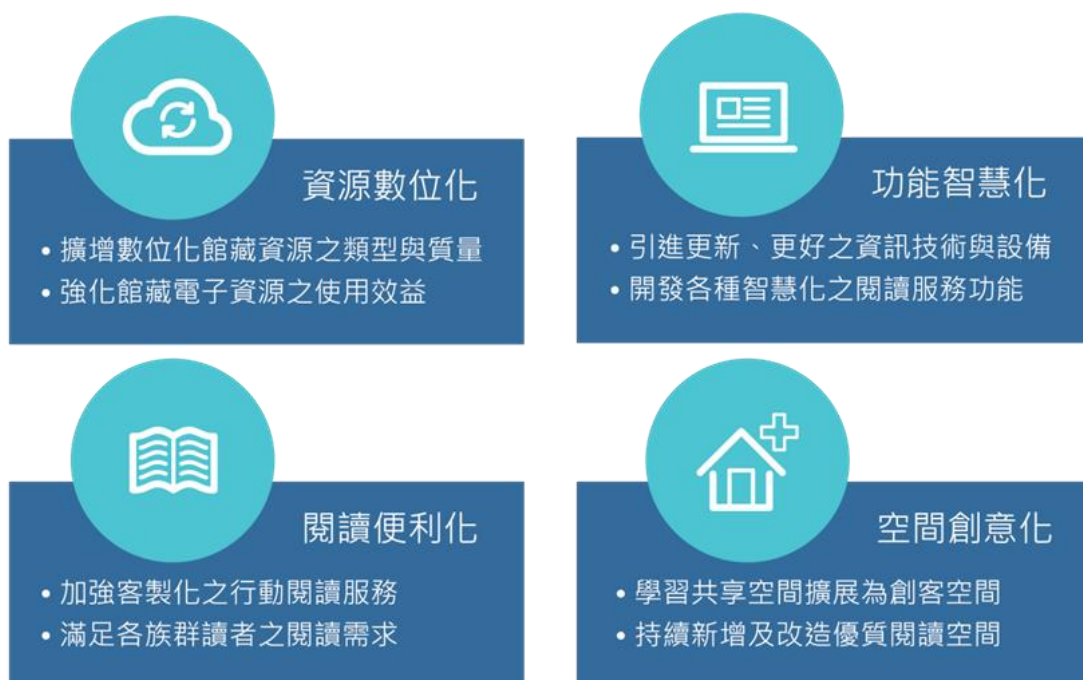 資源數位化
• 擴增數位化館藏資源之類型與質量
• 強化館藏電子資源之使用效益
功能智慧化
• 引進更新、更好之資訊技術與設備
• 開發各種智慧化之閱讀服務功能
閱讀便利化
• 加強客製化之行動閱讀服務
• 滿足各族群讀者之閱讀需求
空間創意化
• 學習共享空間擴展為創客空間
• 持續新增及改造優質閱讀空間